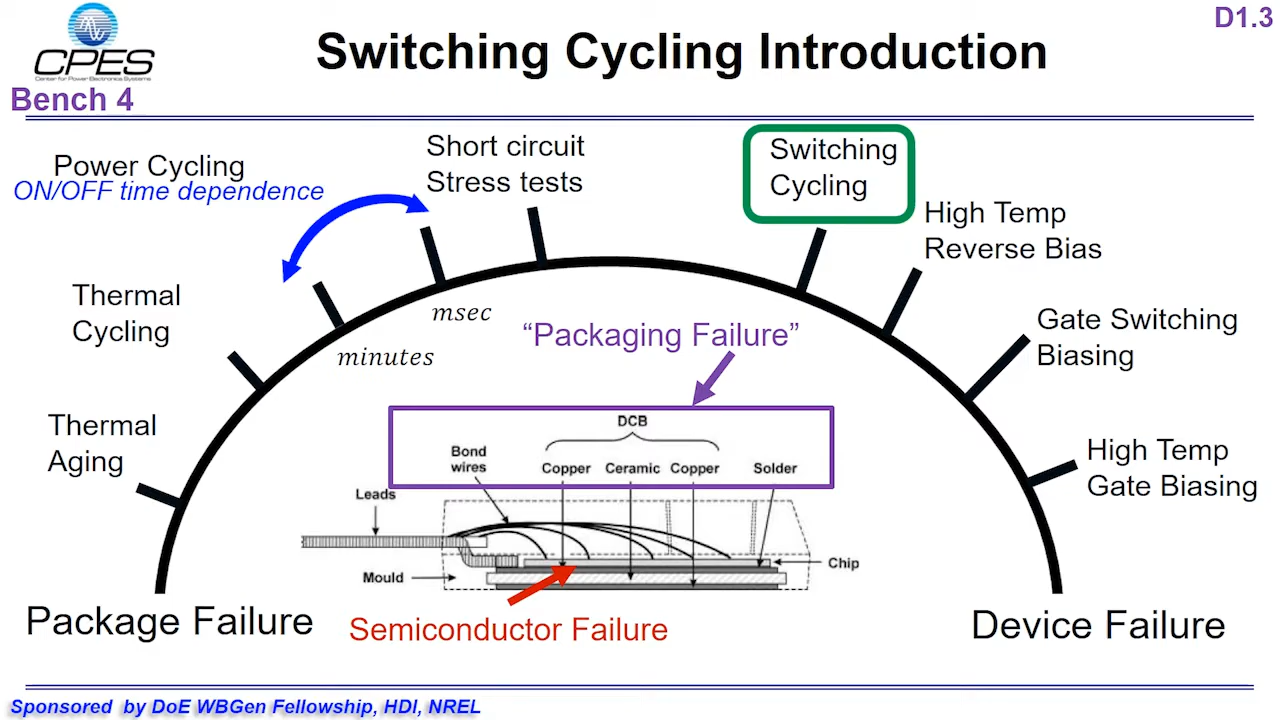 CPES
Center for Power Electronics Systems
Bench 4
Switching Cycling Introduction
D1.3
Power Cycling
ON/OFF time dependence
Short circuit
Stress tests
Switching
Cycling
High Temp
Reverse Bias
Thermal
Cycling
msec
minutes
“Packaging Failure”
Gate Switching
Biasing
Thermal
Aging
High Temp
Gate Biasing
DCB
Bond
wires
Copper
Ceramic
Copper
Solder
Leads
Chip
Mould
Package Failure
Semiconductor Failure
Device Failure
Sponsored by DoE WBGen Fellowship, HDI, NREL